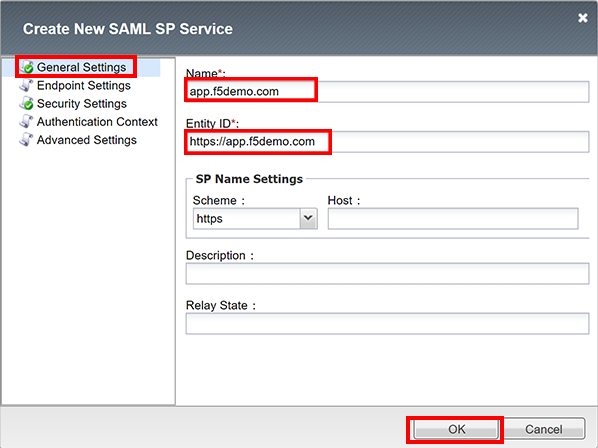 Create New SAML SP Service
General Settings
Endpoint Settings
Security Settings
Authentication Context
Advanced Settings
Name*:
app.f5demo.com
Entity ID*:
https://app.f5demo.com
SP Name Settings
Scheme :
Host :
https
Description :
Relay State :
OK
Cancel